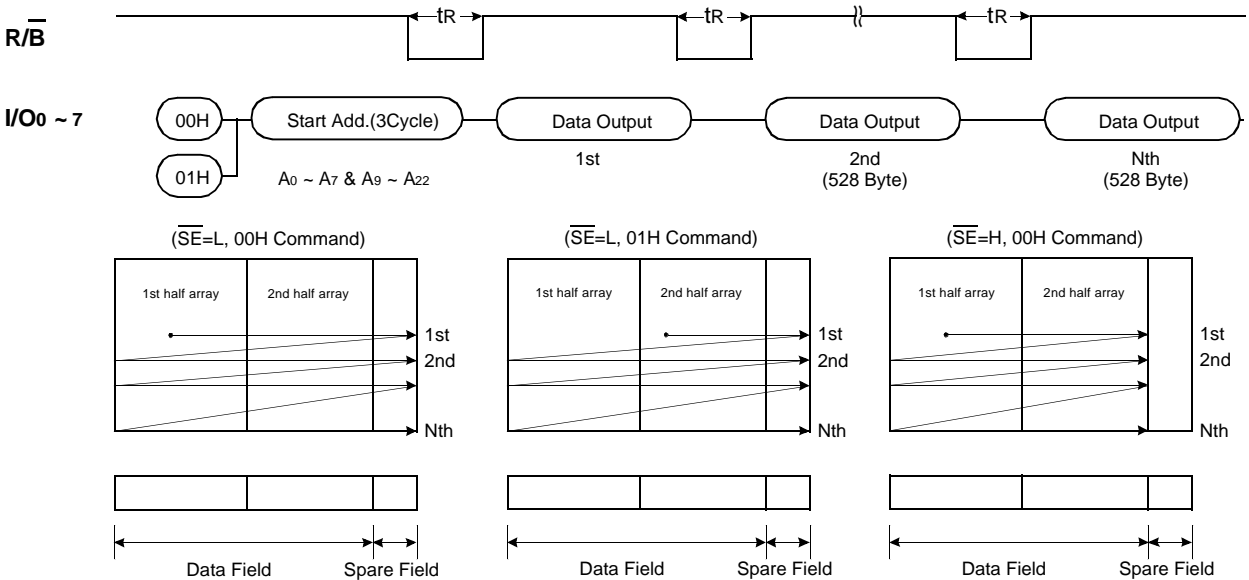 tR tR tR
R/B̅
I/O0 ~ 7 00H Start Add.(3Cycle) Data Output Data Output Data Output
01H A0 ~ A7 & A9 ~ A22 1st 2nd Nth
(528 Byte) (528 Byte)
(S̅E̅=L, 00H Command) (S̅E̅=L, 01H Command) (S̅E̅=H, 00H Command)
1st half array 2nd half array 1st half array 2nd half array 1st half array 2nd half array
1st 1st 1st
2nd 2nd 2nd
Nth Nth Nth
Data Field Spare Field Data Field Spare Field Data Field Spare Field